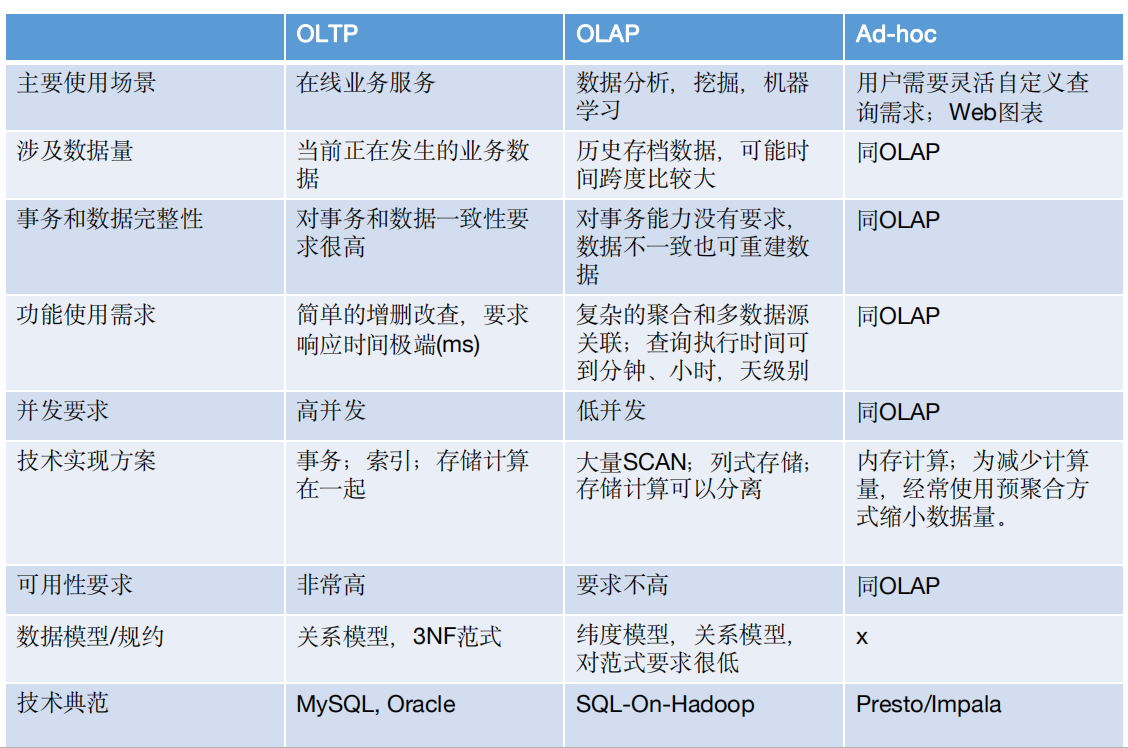 OLTP OLAP Ad-hoc
主要使用场景 在线业务服务 数据分析，挖掘，机器
学习 用户需要灵活自定义查
询需求；Web图表
涉及数据量 当前正在发生的业务数
据 历史存档数据，可能时
间跨度比较大 同OLAP
事务和数据完整性 对事务和数据一致性要
求很高 对事务能力没有要求，
数据不一致也可重建数
据 同OLAP
功能使用需求 简单的增删改查，要求
响应时间极端(ms) 复杂的聚合和多数据源
关联；查询执行时间可
到分钟、小时，天级别 同OLAP
并发要求 高并发 低并发 同OLAP
技术实现方案 事务；索引；存储计算
在一起 大量SCAN；列式存储；
存储计算可以分离 内存计算；为减少计算
量，经常使用预聚合方
式缩小数据量。
可用性要求 非常高 要求不高 同OLAP
数据模型/规约 关系模型，3NF范式 纬度模型，关系模型，
对范式要求很低 x
技术典范 MySQL, Oracle SQL-On-Hadoop Presto/Impala